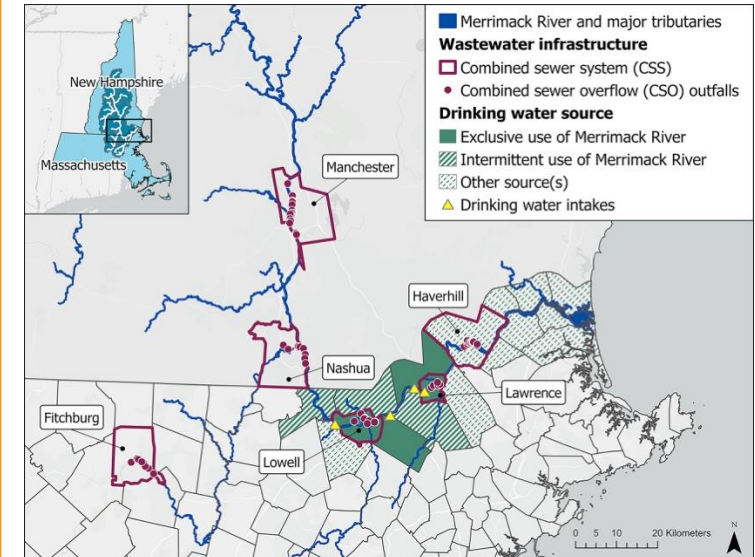 New Hampshire
Massachusetts
Merrimack River and major tributaries
Wastewater infrastructure
Combined sewer system (CSS)
Combined sewer overflow (CSO) outfalls
Drinking water source
Exclusive use of Merrimack River
Intermittent use of Merrimack River
Other source(s)
Drinking water intakes
Manchester
Haverhill
Nashua
Lawrence
Fitchburg
Lowell
N
0 5 10 20 Kilometers